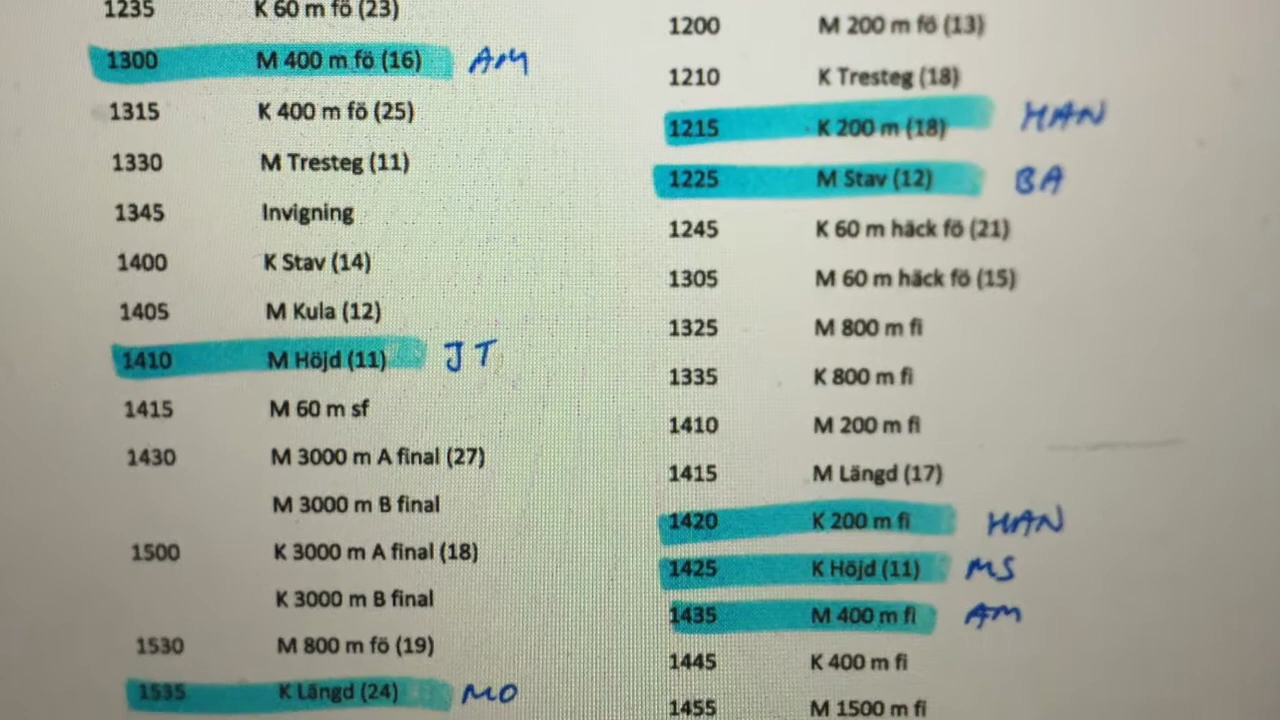 1235 K 60 m fö (23)
1300 M 400 m fö (16) AM
1315 K 400 m fö (25)
1330 M Tresteg (11)
1345 Invigning
1400 K Stav (14)
1405 M Kula (12)
1410 M Höjd (11) JT
1415 M 60 m sf
1430 M 3000 m A final (27)
M 3000 m B final
1500 K 3000 m A final (18)
K 3000 m B final
1530 M 800 m fö (19)
1535 K Längd (24) MO
1200 M 200 m fö (13)
1210 K Tresteg (18)
1215 K 200 m (18) HAN
1225 M Stav (12) BA
1245 K 60 m häck fö (21)
1305 M 60 m häck fö (15)
1325 M 800 m fi
1335 K 800 m fi
1410 M 200 m fi
1415 M Längd (17)
1420 K 200 m fi HAN
1425 K Höjd (11) MS
1435 M 400 m fi AM
1445 K 400 m fi
1455 M 1500 m fi